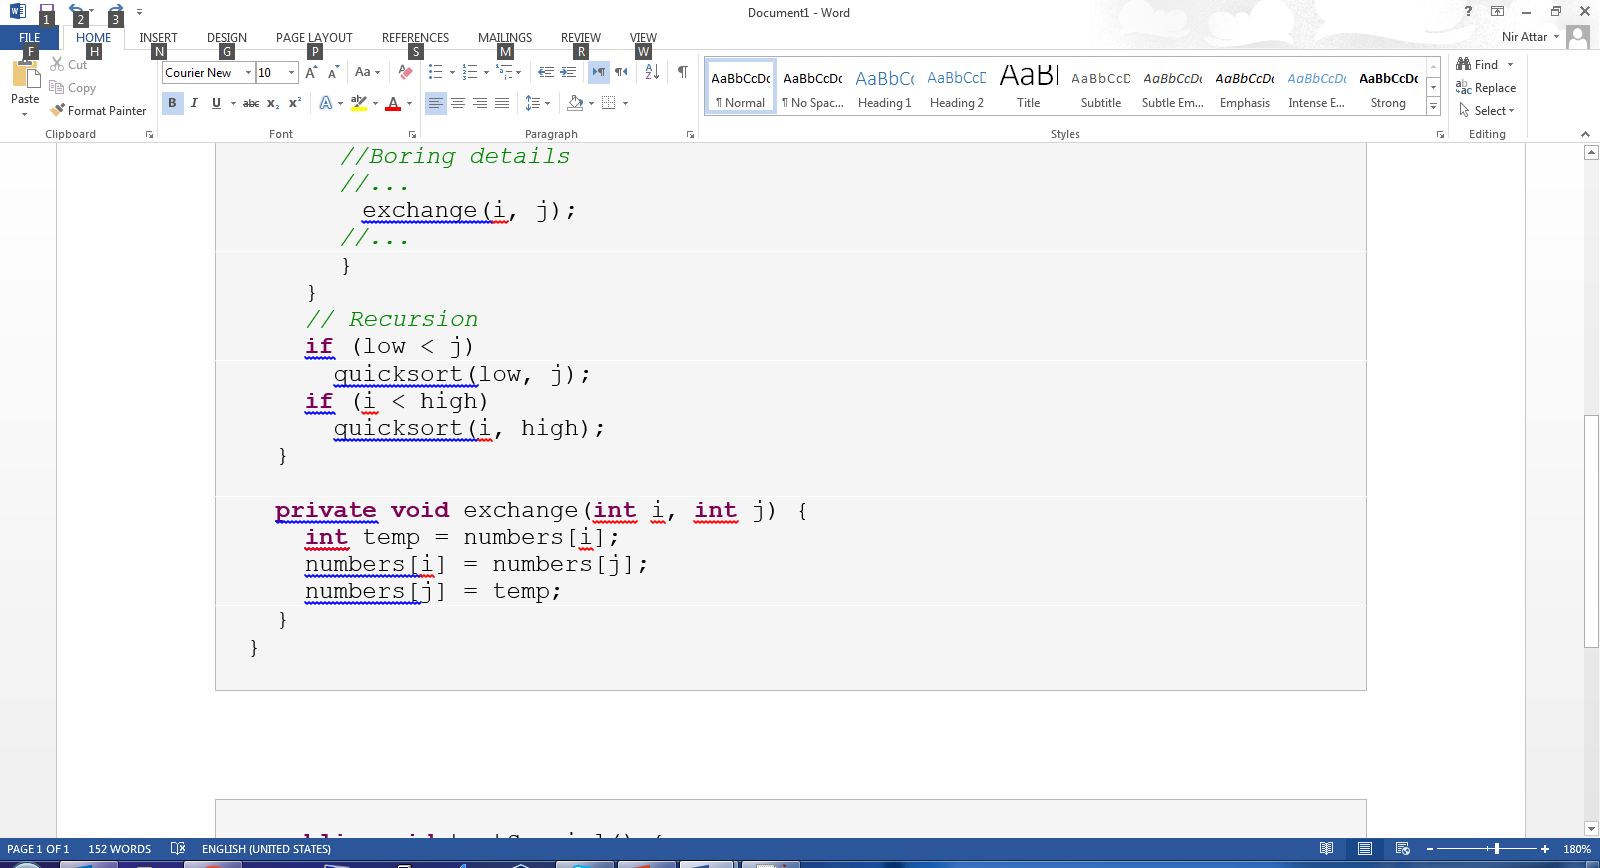 Document1 - Word
1 2 3
FILE HOME INSERT DESIGN PAGE LAYOUT REFERENCES MAILINGS REVIEW VIEW
Nir Attar
F H N G P S M R W
Cut
Copy
Paste
Format Painter
Clipboard
Courier New 10
Font
Paragraph
AaBbCcDc AaBbCcDc AaBbCc AaBbCcD AaBl AaBbCcD AaBbCcDc AaBbCcDc AaBbCcDc AaBbCcDc
¶ Normal ¶ No Spac... Heading 1 Heading 2 Title Subtitle Subtle Em... Emphasis Intense E... Strong
Styles
Find
Replace
Select
Editing
//Boring details
//...
exchange(i, j);
//...
}
}
// Recursion
if (low < j)
quicksort(low, j);
if (i < high)
quicksort(i, high);
}
private void exchange(int i, int j) {
int temp = numbers[i];
numbers[i] = numbers[j];
numbers[j] = temp;
}
}
PAGE 1 OF 1 152 WORDS ENGLISH (UNITED STATES) 180%